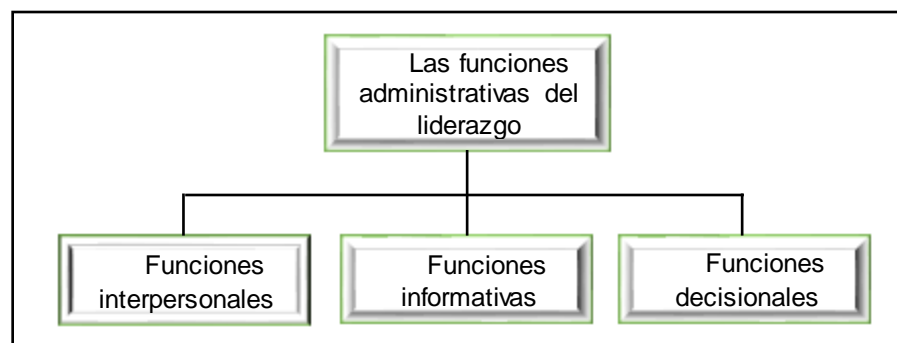 Las funciones
administrativas del
liderazgo
Funciones
interpersonales
Funciones
informativas
Funciones
decisionales